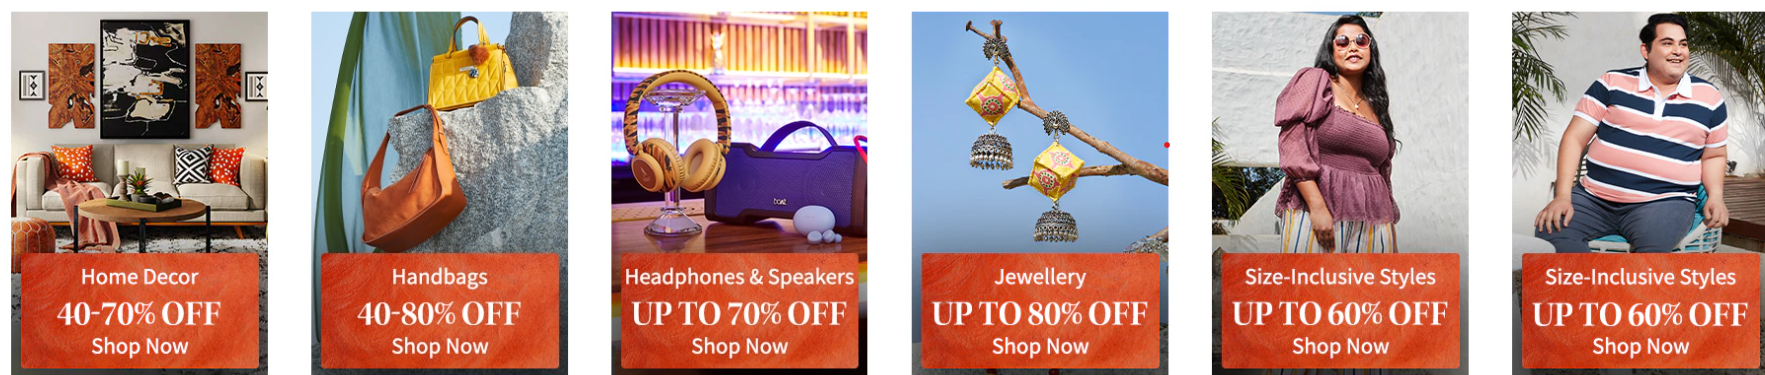 Home Decor
40-70% OFF
Shop Now
Handbags
40-80% OFF
Shop Now
boAt
Headphones & Speakers
UP TO 70% OFF
Shop Now
Jewellery
UP TO 80% OFF
Shop Now
Size-Inclusive Styles
UP TO 60% OFF
Shop Now
Size-Inclusive Styles
UP TO 60% OFF
Shop Now